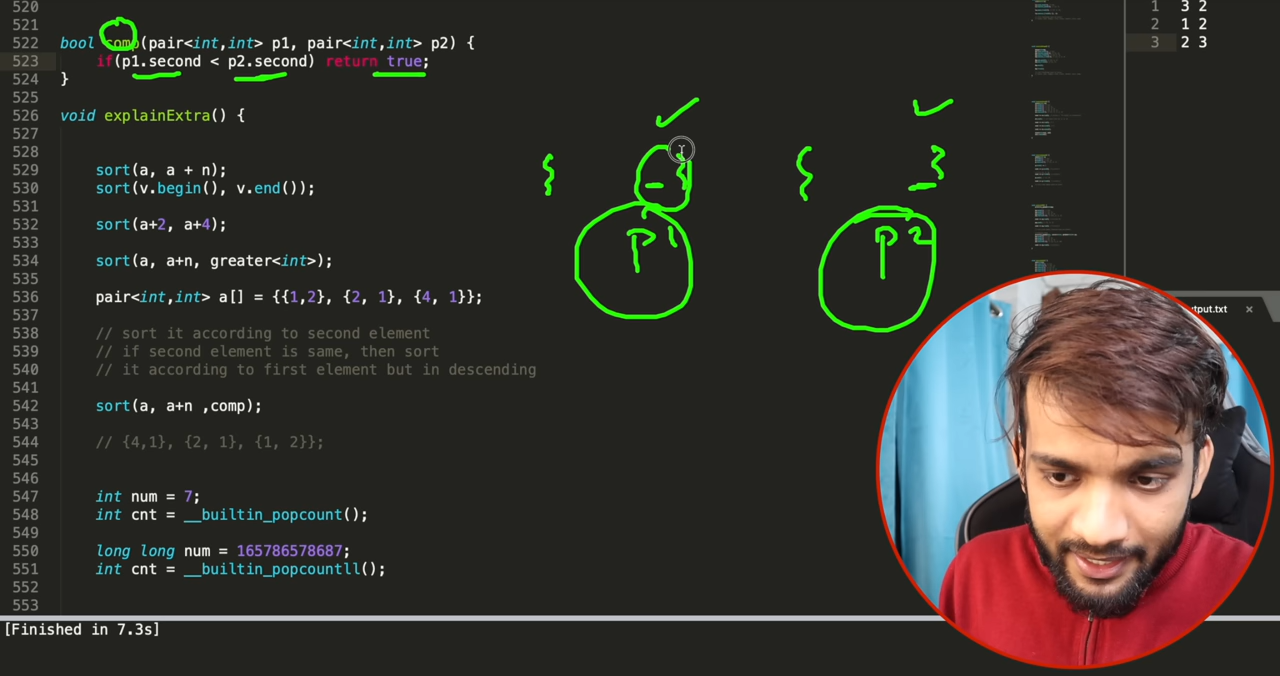 520
521
522 bool comp(pair<int,int> p1, pair<int,int> p2) {
523 if(p1.second < p2.second) return true;
524 }
525
526 void explainExtra() {
527
528
529 sort(a, a + n);
530 sort(v.begin(), v.end());
531
532 sort(a+2, a+4);
533
534 sort(a, a+n, greater<int>);
535
536 pair<int,int> a[] = {{1,2}, {2, 1}, {4, 1}};
537
538 // sort it according to second element
539 // if second element is same, then sort
540 // it according to first element but in descending
541
542 sort(a, a+n ,comp);
543
544 // {4,1}, {2, 1}, {1, 2}};
545
546
547 int num = 7;
548 int cnt = __builtin_popcount();
549
550 long long num = 165786578687;
551 int cnt = __builtin_popcountll();
552
553
{ _ } { _ }
P1 P2
1 3 2
2 1 2
3 2 3
utput.txt ×
[Finished in 7.3s]